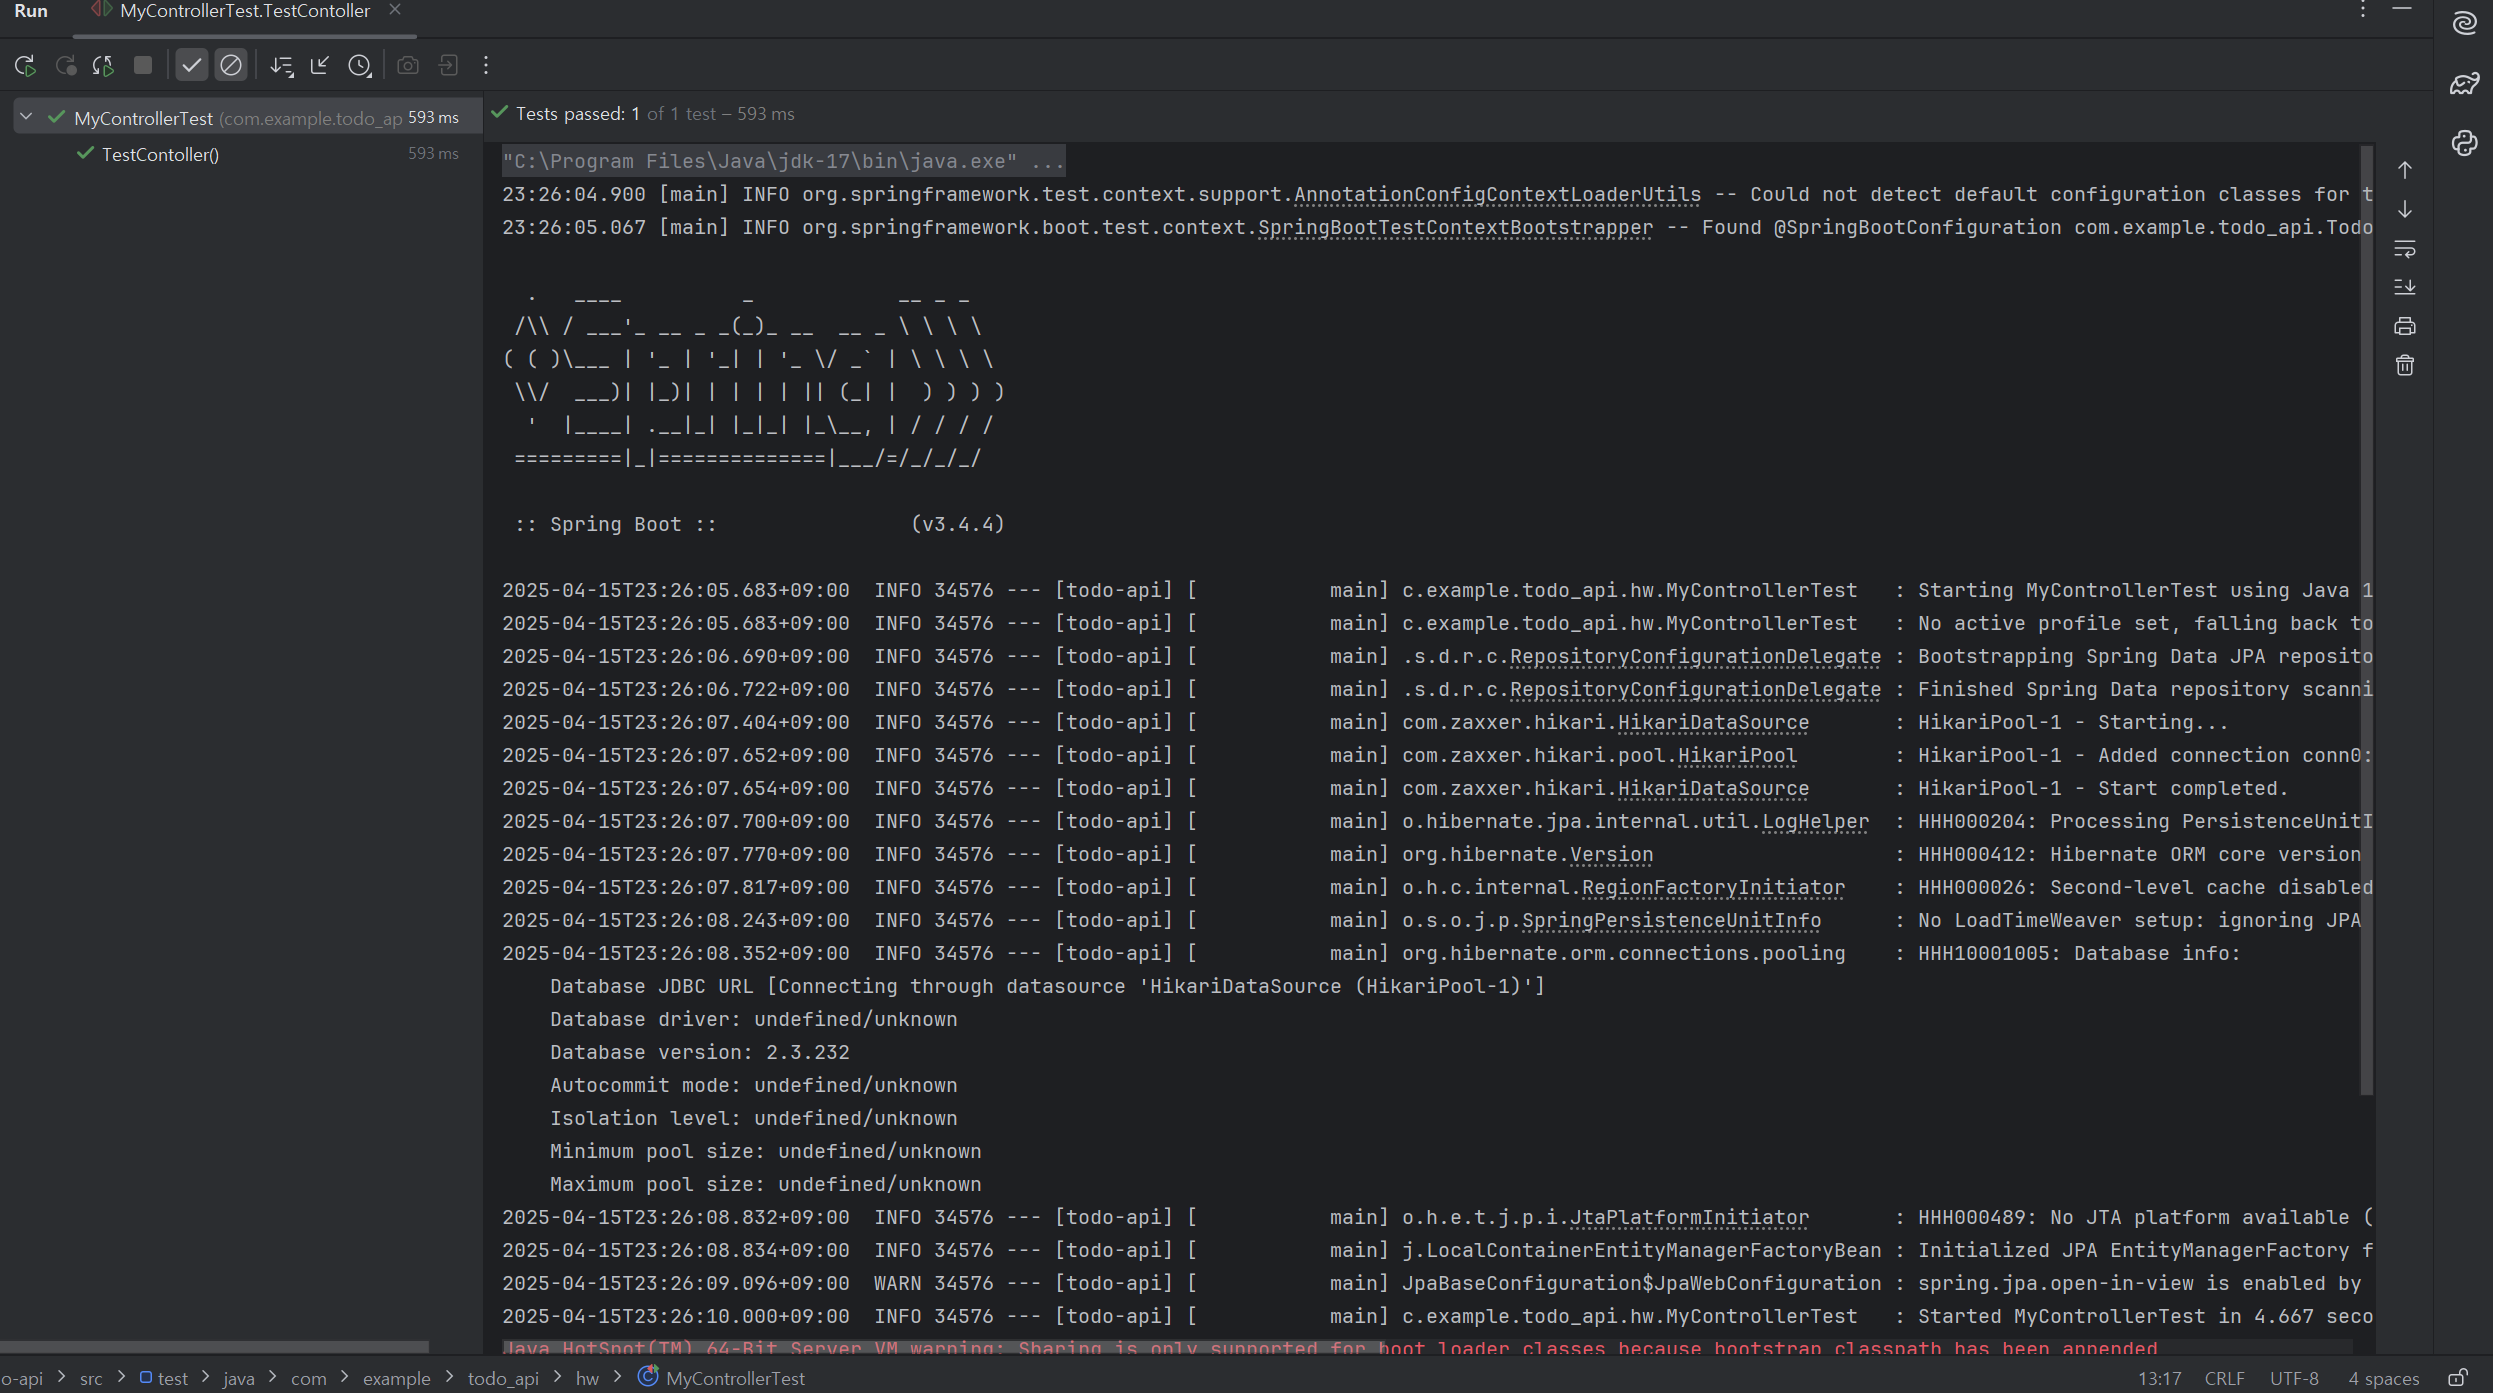 Run MyControllerTest.TestContoller
MyControllerTest (com.example.todo_ap 593 ms
TestContoller() 593 ms
Tests passed: 1 of 1 test – 593 ms
"C:\Program Files\Java\jdk-17\bin\java.exe" ...
23:26:04.900 [main] INFO org.springframework.test.context.support.AnnotationConfigContextLoaderUtils -- Could not detect default configuration classes for t
23:26:05.067 [main] INFO org.springframework.boot.test.context.SpringBootTestContextBootstrapper -- Found @SpringBootConfiguration com.example.todo_api.Todo
  .   ____          _            __ _ _
 /\\ / ___'_ __ _ _(_)_ __  __ _ \ \ \ \
( ( )\___ | '_ | '_| | '_ \/ _` | \ \ \ \
 \\/  ___)| |_)| | | | | || (_| |  ) ) ) )
  '  |____| .__|_| |_|_| |_\__, | / / / /
 =========|_|==============|___/=/_/_/_/
 :: Spring Boot ::                (v3.4.4)
2025-04-15T23:26:05.683+09:00  INFO 34576 --- [todo-api] [           main] c.example.todo_api.hw.MyControllerTest   : Starting MyControllerTest using Java 1
2025-04-15T23:26:05.683+09:00  INFO 34576 --- [todo-api] [           main] c.example.todo_api.hw.MyControllerTest   : No active profile set, falling back to
2025-04-15T23:26:06.690+09:00  INFO 34576 --- [todo-api] [           main] .s.d.r.c.RepositoryConfigurationDelegate : Bootstrapping Spring Data JPA reposito
2025-04-15T23:26:06.722+09:00  INFO 34576 --- [todo-api] [           main] .s.d.r.c.RepositoryConfigurationDelegate : Finished Spring Data repository scanni
2025-04-15T23:26:07.404+09:00  INFO 34576 --- [todo-api] [           main] com.zaxxer.hikari.HikariDataSource       : HikariPool-1 - Starting...
2025-04-15T23:26:07.652+09:00  INFO 34576 --- [todo-api] [           main] com.zaxxer.hikari.pool.HikariPool        : HikariPool-1 - Added connection conn0:
2025-04-15T23:26:07.654+09:00  INFO 34576 --- [todo-api] [           main] com.zaxxer.hikari.HikariDataSource       : HikariPool-1 - Start completed.
2025-04-15T23:26:07.700+09:00  INFO 34576 --- [todo-api] [           main] o.hibernate.jpa.internal.util.LogHelper  : HHH000204: Processing PersistenceUnitI
2025-04-15T23:26:07.770+09:00  INFO 34576 --- [todo-api] [           main] org.hibernate.Version                    : HHH000412: Hibernate ORM core version
2025-04-15T23:26:07.817+09:00  INFO 34576 --- [todo-api] [           main] o.h.c.internal.RegionFactoryInitiator    : HHH000026: Second-level cache disabled
2025-04-15T23:26:08.243+09:00  INFO 34576 --- [todo-api] [           main] o.s.o.j.p.SpringPersistenceUnitInfo      : No LoadTimeWeaver setup: ignoring JPA
2025-04-15T23:26:08.352+09:00  INFO 34576 --- [todo-api] [           main] org.hibernate.orm.connections.pooling    : HHH10001005: Database info:
    Database JDBC URL [Connecting through datasource 'HikariDataSource (HikariPool-1)']
    Database driver: undefined/unknown
    Database version: 2.3.232
    Autocommit mode: undefined/unknown
    Isolation level: undefined/unknown
    Minimum pool size: undefined/unknown
    Maximum pool size: undefined/unknown
2025-04-15T23:26:08.832+09:00  INFO 34576 --- [todo-api] [           main] o.h.e.t.j.p.i.JtaPlatformInitiator       : HHH000489: No JTA platform available (
2025-04-15T23:26:08.834+09:00  INFO 34576 --- [todo-api] [           main] j.LocalContainerEntityManagerFactoryBean : Initialized JPA EntityManagerFactory f
2025-04-15T23:26:09.096+09:00  WARN 34576 --- [todo-api] [           main] JpaBaseConfiguration$JpaWebConfiguration : spring.jpa.open-in-view is enabled by
2025-04-15T23:26:10.000+09:00  INFO 34576 --- [todo-api] [           main] c.example.todo_api.hw.MyControllerTest   : Started MyControllerTest in 4.667 seco
Java HotSpot(TM) 64-Bit Server VM warning: Sharing is only supported for boot loader classes because bootstrap classpath has been appended
o-api > src > test > java > com > example > todo_api > hw > MyControllerTest 13:17 CRLF UTF-8 4 spaces